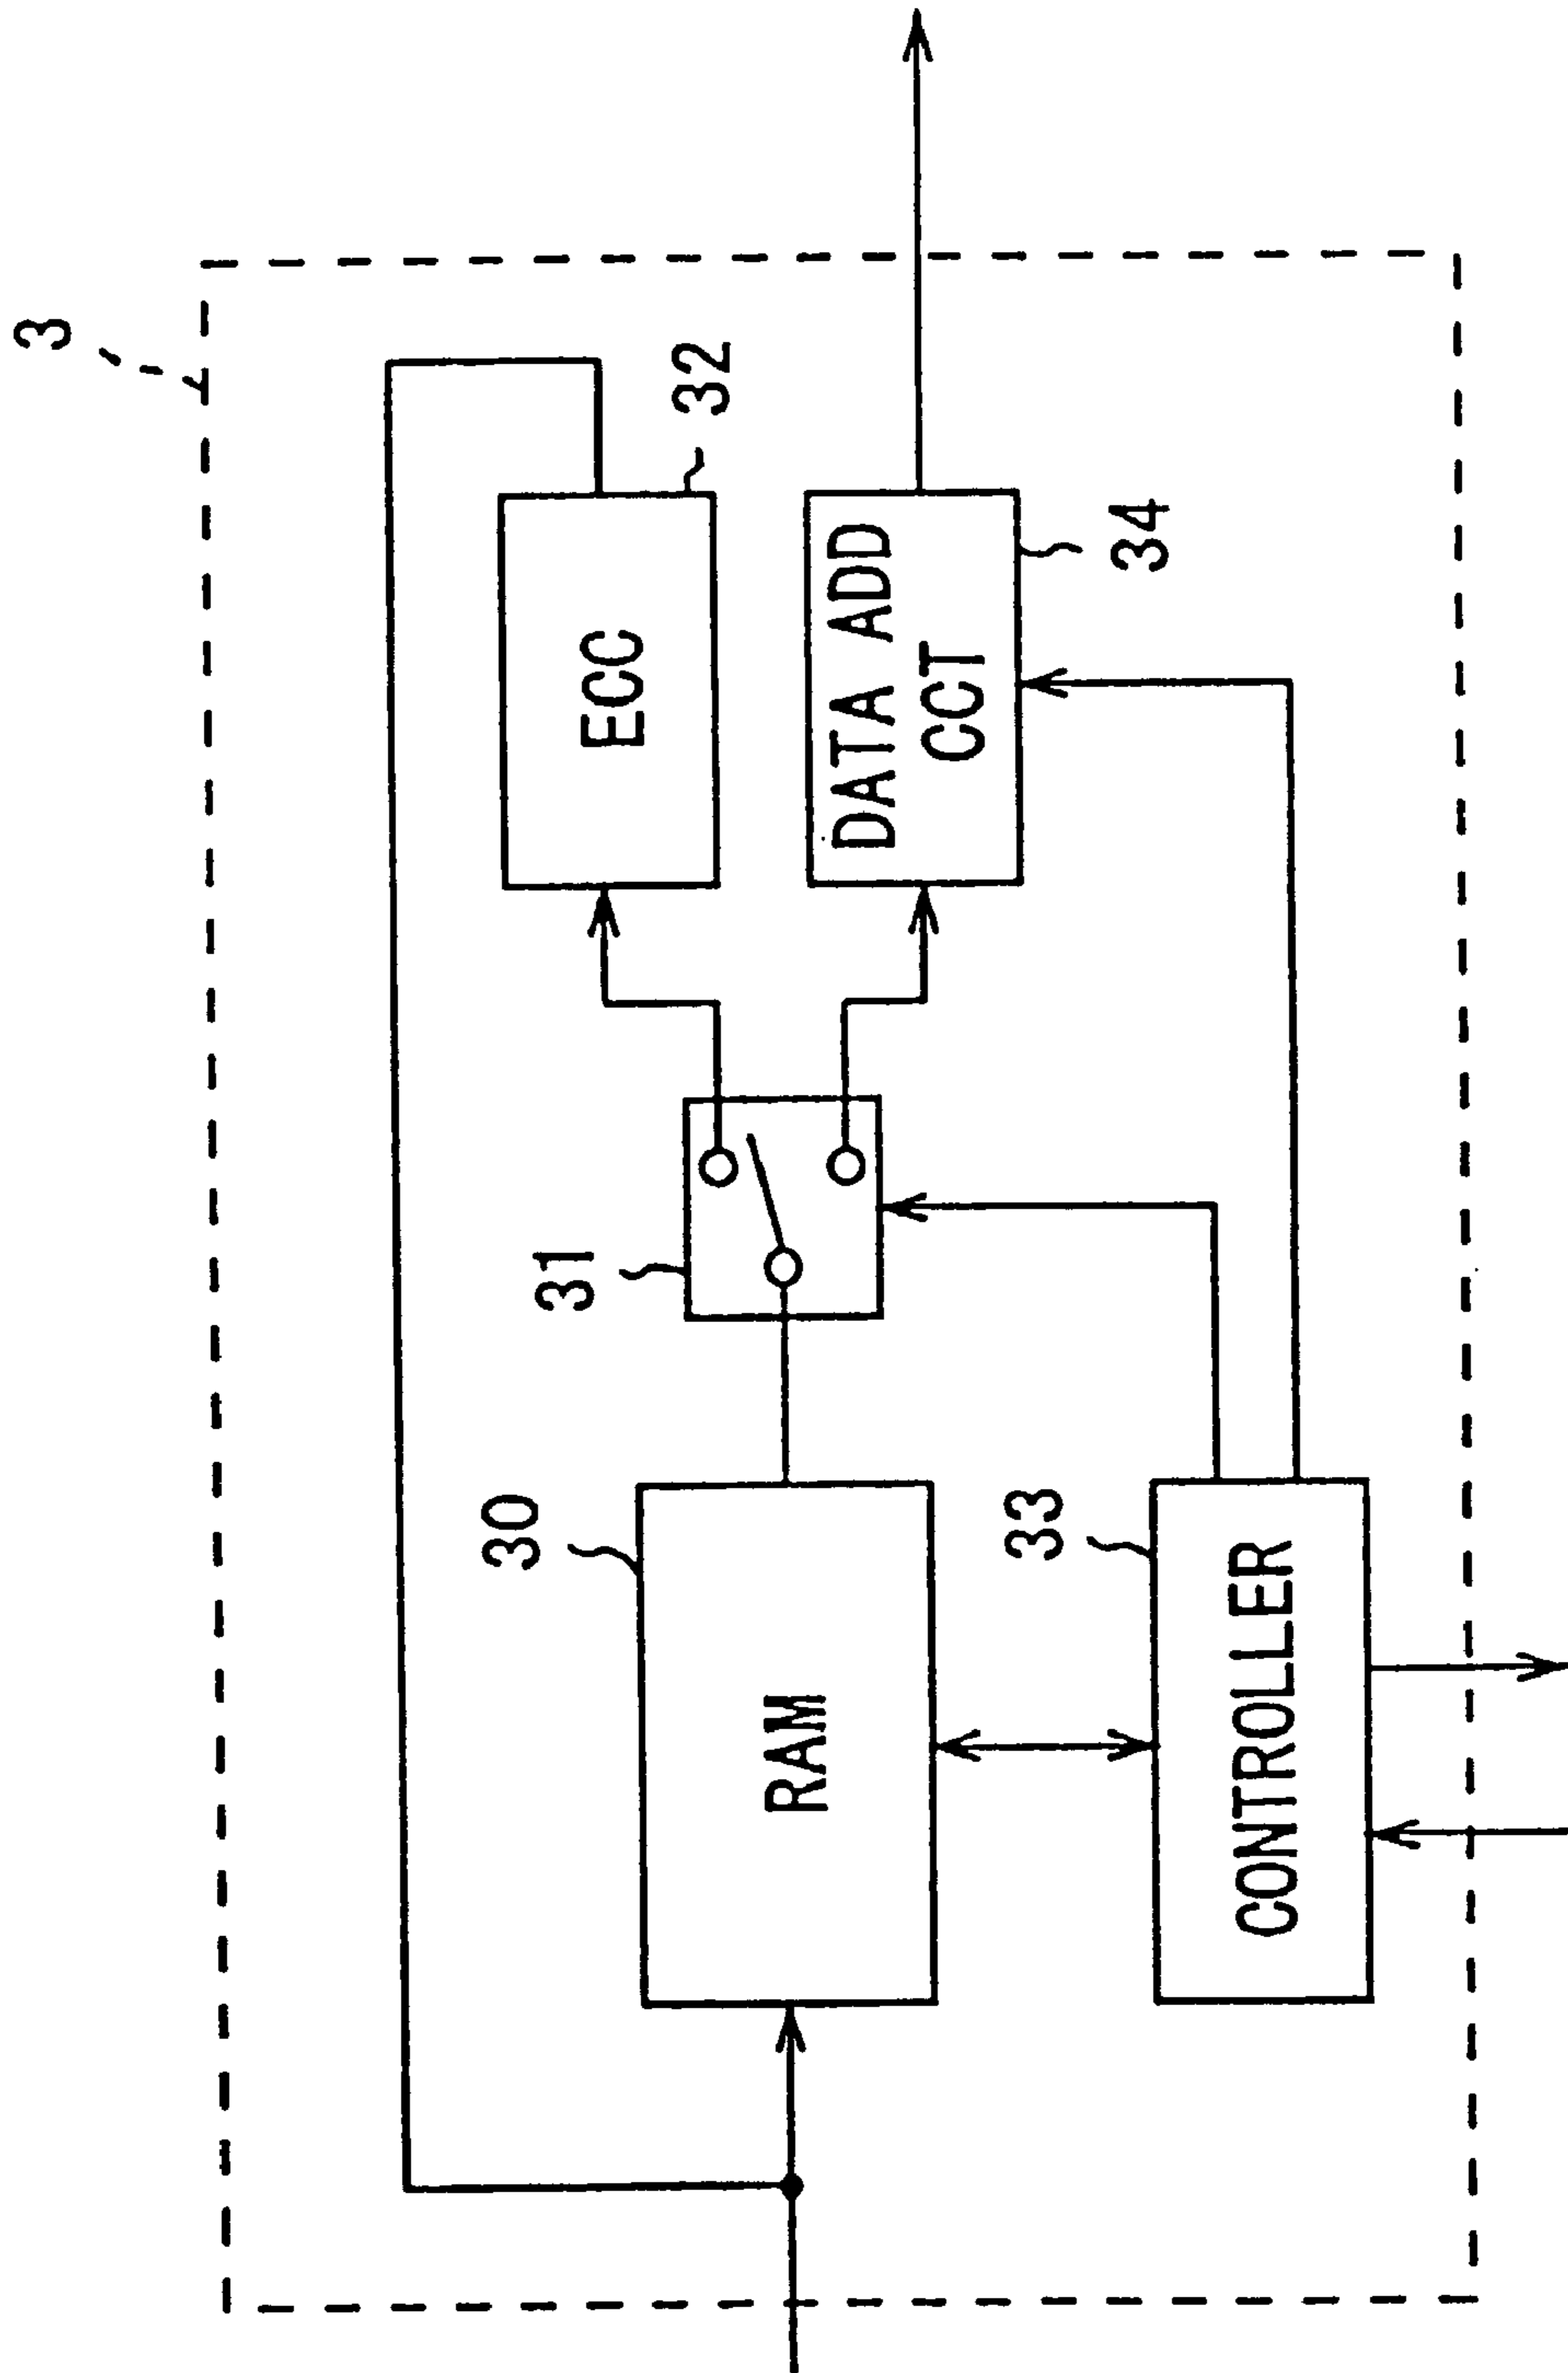 3
ECC
32
31
30
RAM
DATA ADD
CCT
34
33
CONTROLLER